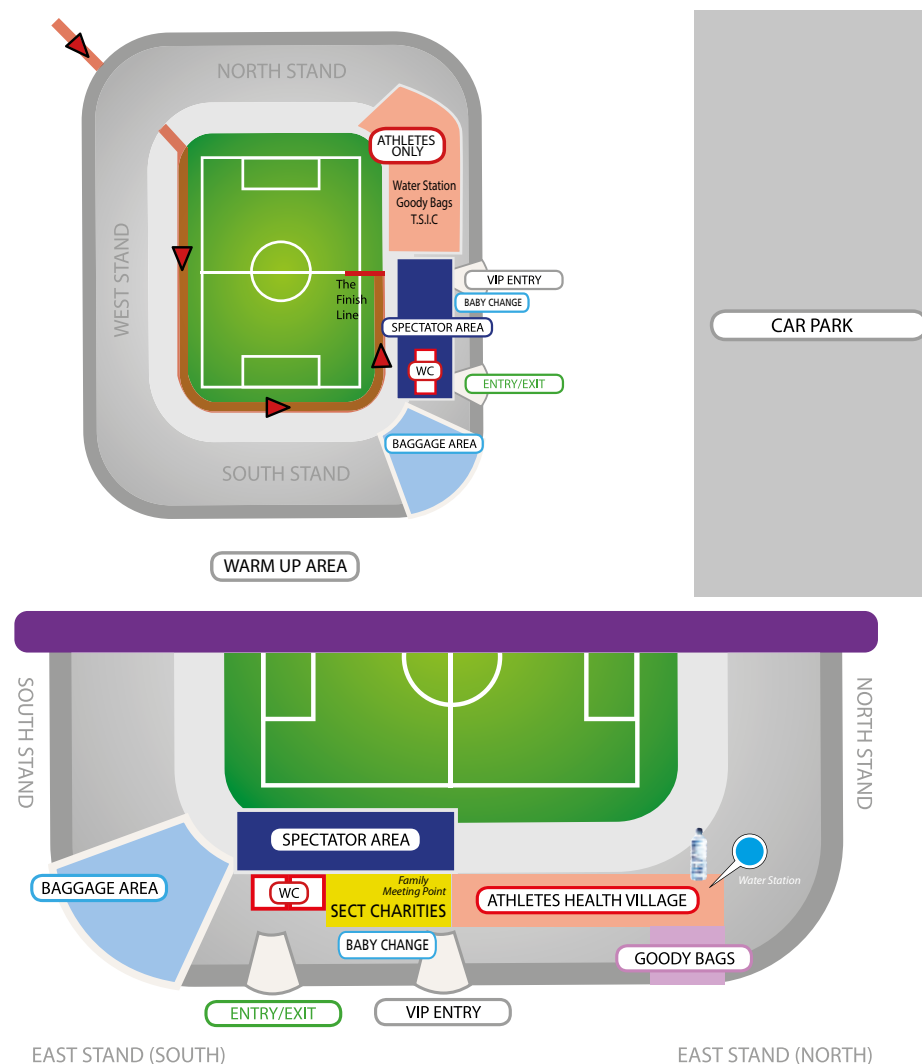 NORTH STAND
ATHLETES
ONLY
Water Station
Goody Bags
T.S.I.C
WEST STAND
The
Finish
Line
VIP ENTRY
BABY CHANGE
SPECTATOR AREA
CAR PARK
WC
ENTRY/EXIT
BAGGAGE AREA
SOUTH STAND
WARM UP AREA
SOUTH STAND
NORTH STAND
SPECTATOR AREA
BAGGAGE AREA
WC
Family
Meeting Point
SECT CHARITIES
ATHLETES HEALTH VILLAGE
Water Station
BABY CHANGE
GOODY BAGS
ENTRY/EXIT
VIP ENTRY
EAST STAND (SOUTH)
EAST STAND (NORTH)